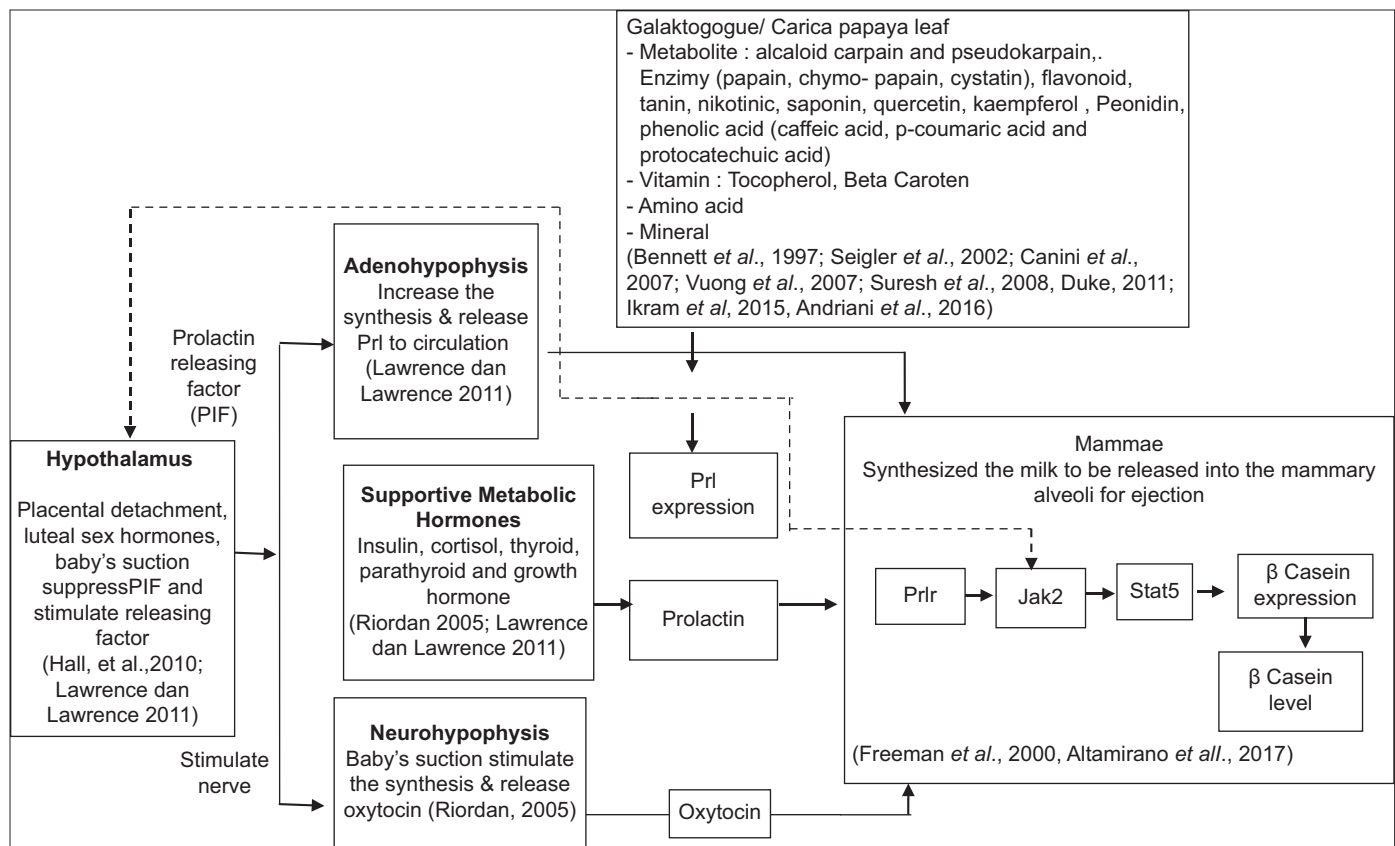 Galaktogogue/ Carica papaya leaf
- Metabolite : alcaloid carpain and pseudokarpain,.
Enzimy (papain, chymo- papain, cystatin), flavonoid,
tanin, nikotinic, saponin, quercetin, kaempferol , Peonidin,
phenolic acid (caffeic acid, p-coumaric acid and
protocatechuic acid)
- Vitamin : Tocopherol, Beta Caroten
- Amino acid
- Mineral
(Bennett et al., 1997; Seigler et al., 2002; Canini et al.,
2007; Vuong et al., 2007; Suresh et al., 2008, Duke, 2011;
Ikram et al, 2015, Andriani et al., 2016)
Adenohypophysis
Increase the
synthesis & release
Prl to circulation
(Lawrence dan
Lawrence 2011)
Prolactin
releasing
factor
(PIF)
Hypothalamus
Placental detachment,
luteal sex hormones,
baby's suction
suppressPIF and
stimulate releasing
factor
(Hall, et al.,2010;
Lawrence dan
Lawrence 2011)
Supportive Metabolic
Hormones
Insulin, cortisol, thyroid,
parathyroid and growth
hormone
(Riordan 2005; Lawrence
dan Lawrence 2011)
Prl
expression
Prolactin
Mammae
Synthesized the milk to be released into the mammary
alveoli for ejection
Prlr
Jak2
Stat5
β Casein
expression
β Casein
level
(Freeman et al., 2000, Altamirano et all., 2017)
Stimulate
nerve
Neurohypophysis
Baby's suction stimulate
the synthesis & release
oxytocin (Riordan, 2005)
Oxytocin